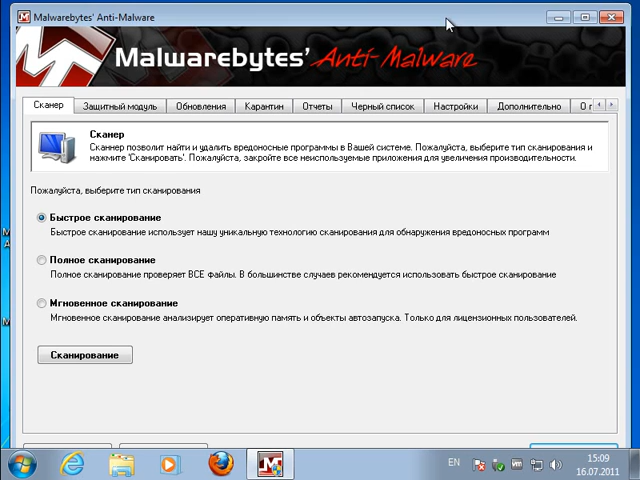 Malwarebytes' Anti-Malware
Malwarebytes' Anti-Malware
Сканер
Защитный модуль
Обновления
Карантин
Отчеты
Черный список
Настройки
Дополнительно
Сканер
Сканнер позволит найти и удалить вредоносные программы в Вашей системе. Пожалуйста, выберите тип сканирования и
нажмите 'Сканировать'. Пожалуйста, закройте все неиспользуемые приложения для увеличения производительности.
Пожалуйста, выберите тип сканирования
Быстрое сканирование
Быстрое сканирование использует нашу уникальную технологию сканирования для обнаружения вредоносных программ
Полное сканирование
Полное сканирование проверяет ВСЕ файлы. В большинстве случаев рекомендуется использовать быстрое сканирование
Мгновенное сканирование
Мгновенное сканирование анализирует оперативную память и объекты автозапуска. Только для лицензионных пользователей.
Сканирование
EN
15:09
16.07.2011